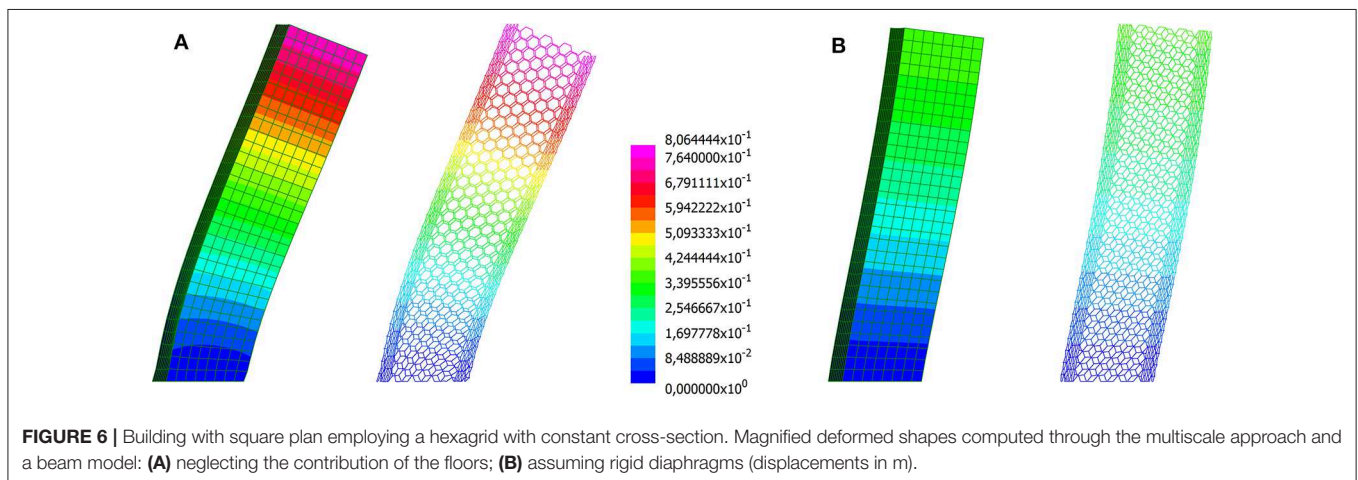 A
B
8,064444x10⁻¹
7,640000x10⁻¹
6,791111x10⁻¹
5,942222x10⁻¹
5,093333x10⁻¹
4,244444x10⁻¹
3,395556x10⁻¹
2,546667x10⁻¹
1,697778x10⁻¹
8,488889x10⁻²
0,000000x10⁰
FIGURE 6 | Building with square plan employing a hexagrid with constant cross-section. Magnified deformed shapes computed through the multiscale approach and
a beam model: (A) neglecting the contribution of the floors; (B) assuming rigid diaphragms (displacements in m).